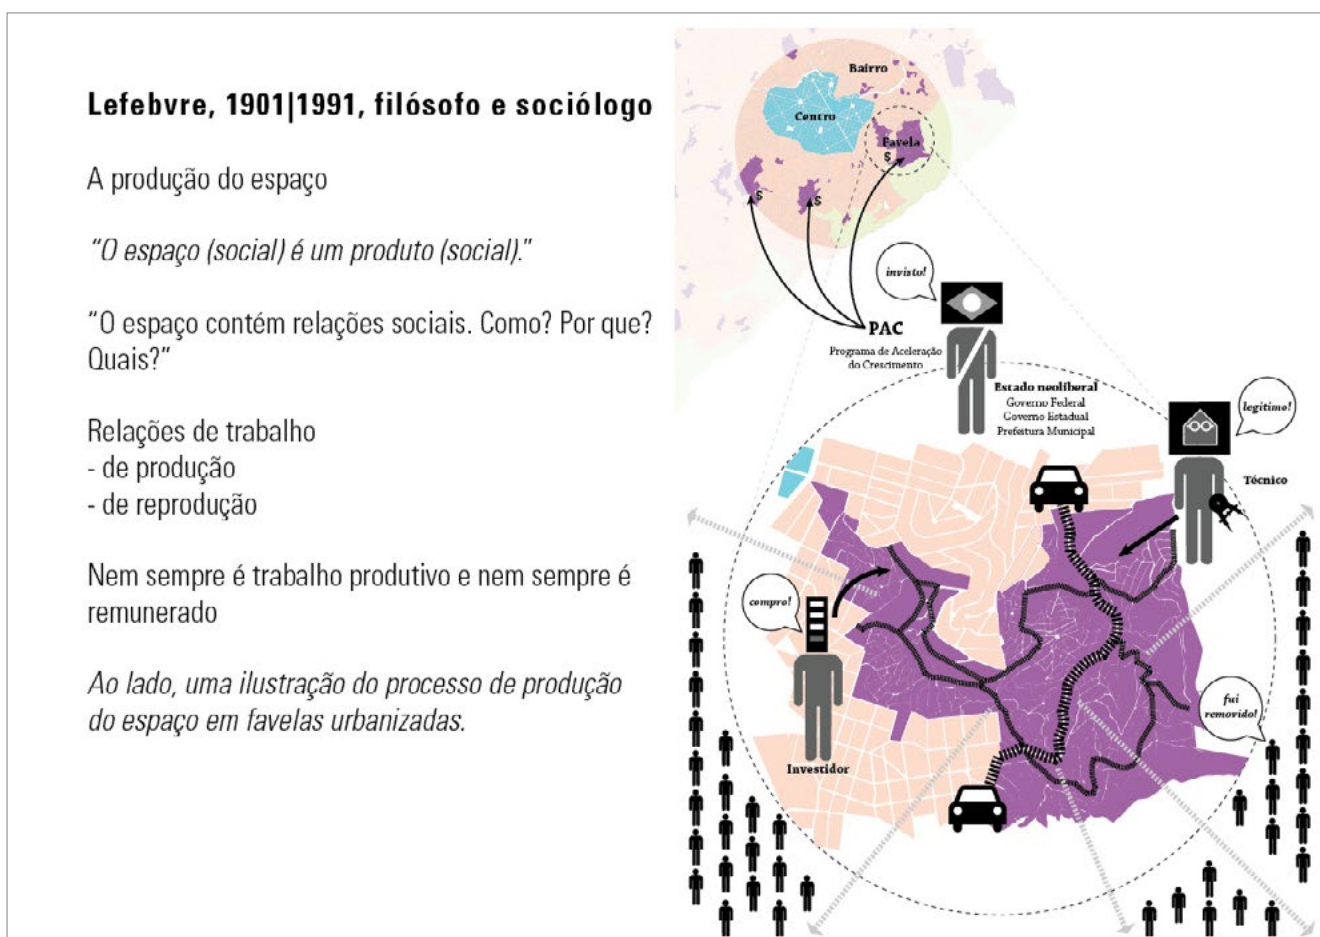 Lefebvre, 1901|1991, filósofo e sociólogo
A produção do espaço
“O espaço (social) é um produto (social).”
“O espaço contém relações sociais. Como? Por que?
Quais?”
Relações de trabalho
- de produção
- de reprodução
Nem sempre é trabalho produtivo e nem sempre é
remunerado
Ao lado, uma ilustração do processo de produção
do espaço em favelas urbanizadas.
Bairro
Centro
Favela
$
$
$
invisto!
PAC
Programa de Aceleração
do Crescimento
Estado neoliberal
Governo Federal
Governo Estadual
Prefeitura Municipal
legitimo!
Técnico
compro!
Investidor
fui
removido!